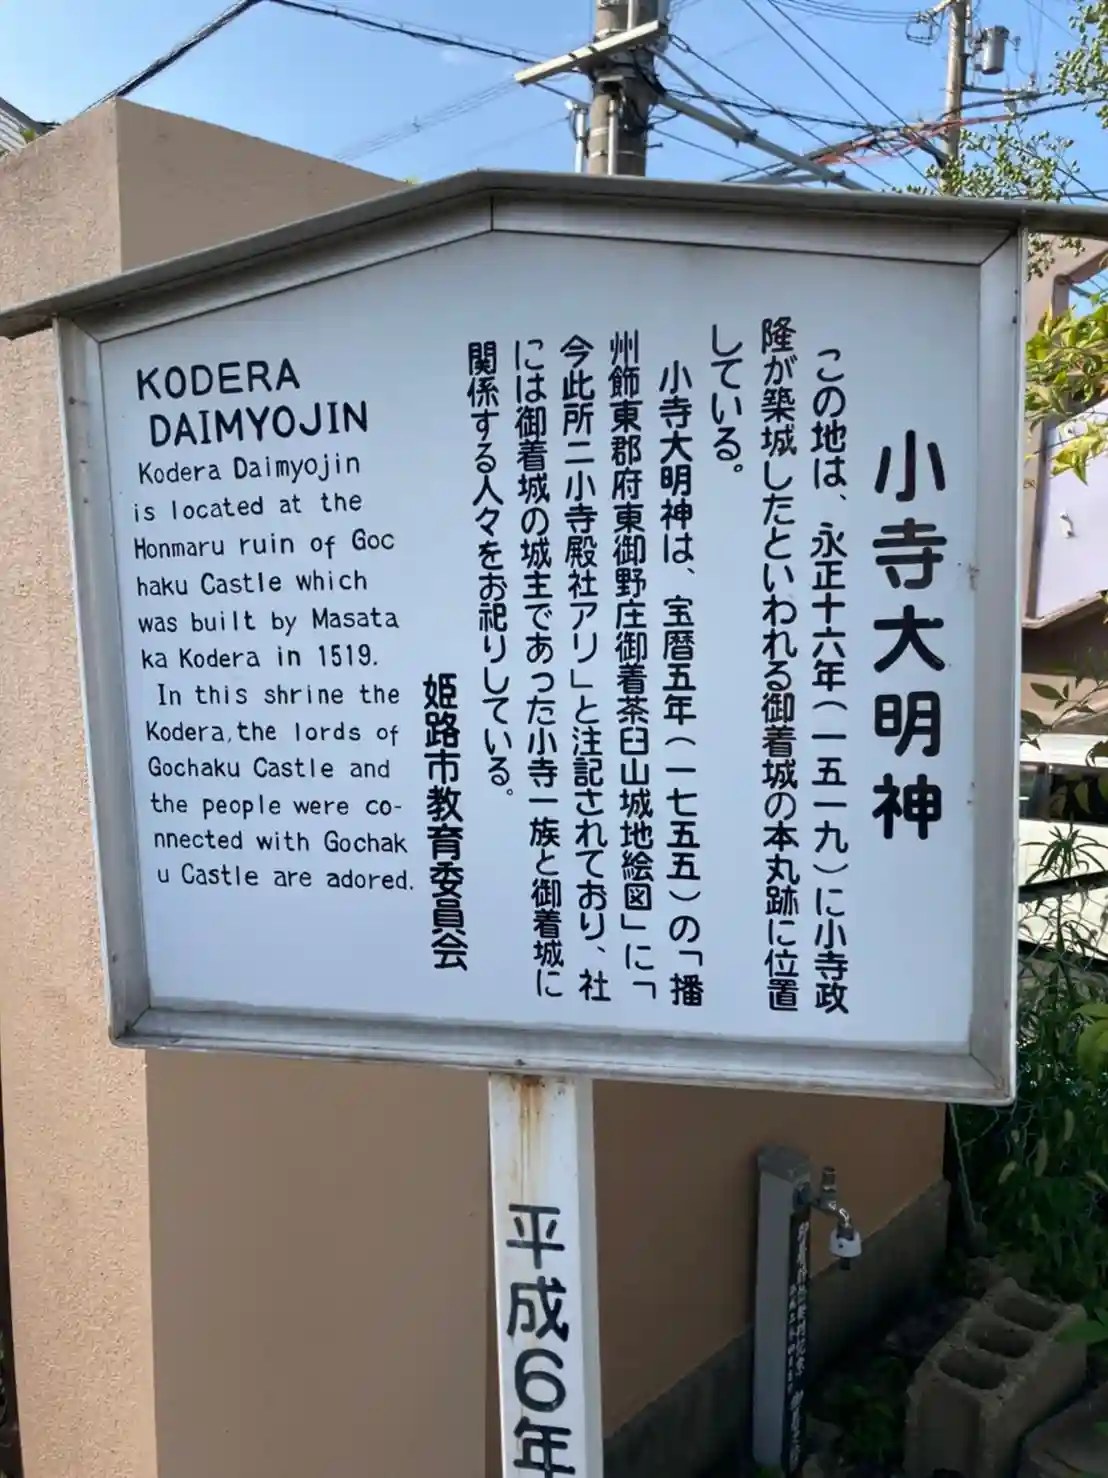 小寺大明神
この地は、永正十六年（一五一九）に小寺政
隆が築城したといわれる御着城の本丸跡に位置
している。
小寺大明神は、宝暦五年（一七五五）の「播
州飾東郡府東御野庄御着茶臼山城地絵図」に「
今此所ニ小寺殿社アリ」と注記されており、社
には御着城の城主であった小寺一族と御着城に
関係する人々をお祀りしている。
姫路市教育委員会
KODERA
DAIMYOJIN
Kodera Daimyojin
is located at the
Honmaru ruin of Goc
haku Castle which
was built by Masata
ka Kodera in 1519.
In this shrine the
Kodera, the lords of
Gochaku Castle and
the people were co-
nnected with Gochak
u Castle are adored.
平成6年